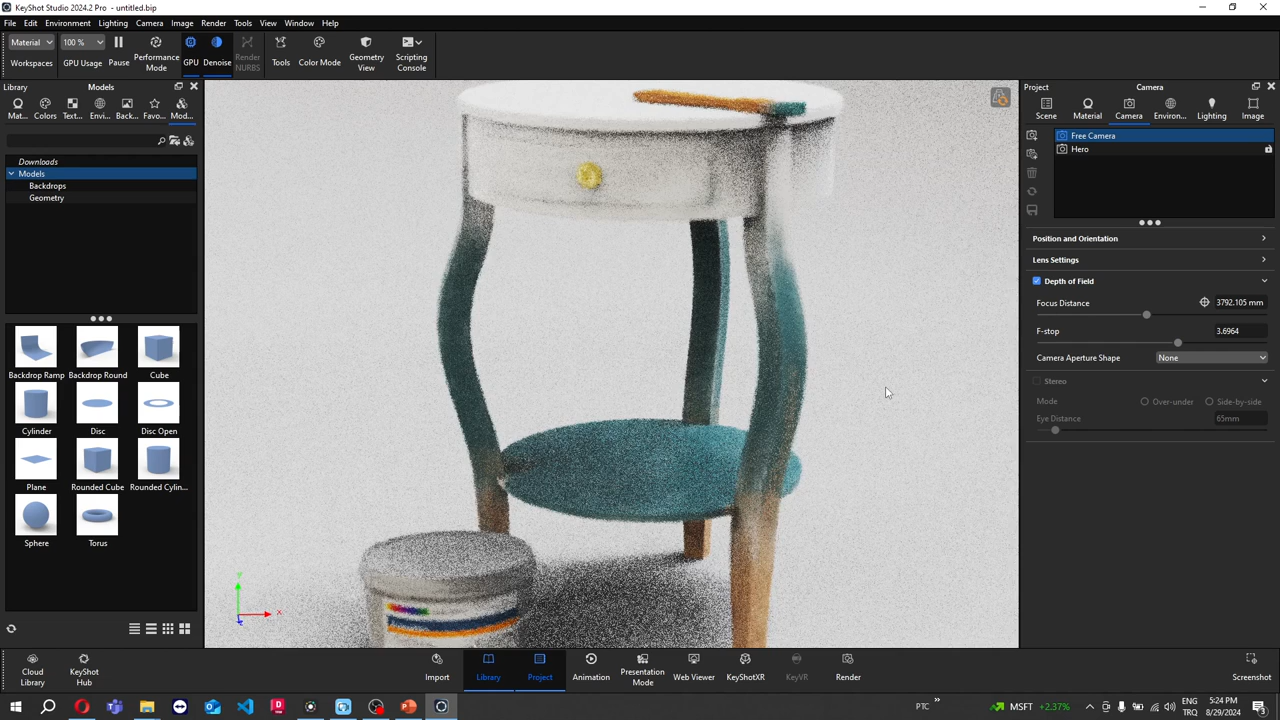 KeyShot Studio 2024.2 Pro - untitled.bip
File Edit Environment Lighting Camera Image Render Tools View Window Help
Material 100 %
Workspaces GPU Usage Pause Performance Mode GPU Denoise Render NURBS Tools Color Mode Geometry View Scripting Console
Library Models
Mat... Colors Text... Envi... Back... Favo... Mod...
Downloads
Models
Backdrops
Geometry
Backdrop Ramp Backdrop Round Cube
Cylinder Disc Disc Open
Plane Rounded Cube Rounded Cylin...
Sphere Torus
Y
X
Project Camera
Scene Material Camera Environ... Lighting Image
Free Camera
Hero
Position and Orientation
Lens Settings
Depth of Field
Focus Distance 3792.105 mm
F-stop 3.6964
Camera Aperture Shape None
Stereo
Mode Over-under Side-by-side
Eye Distance 65mm
Cloud Library KeyShot Hub Import Library Project Animation Presentation Mode Web Viewer KeyShotXR KeyVR Render Screenshot
PTC » MSFT +2.37% ENG TRQ 5:24 PM 8/29/2024